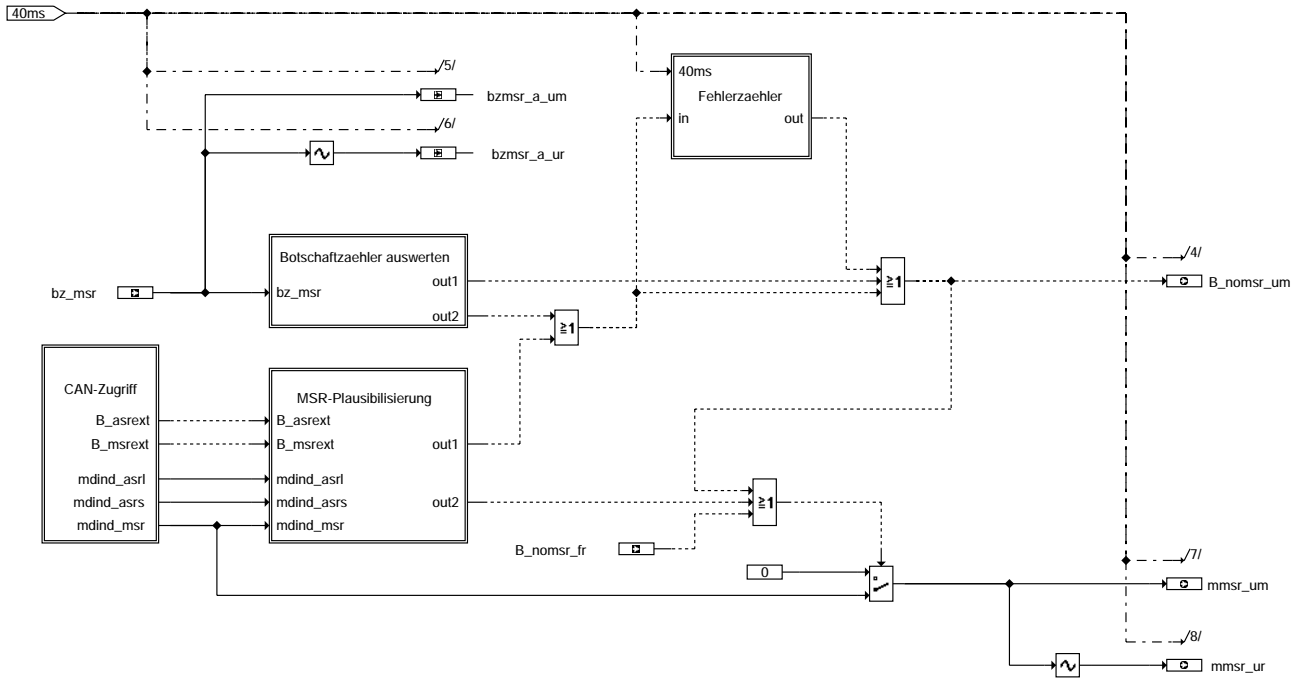 40ms
/5/
bzmsr_a_um
/6/
bzmsr_a_ur
40ms
Fehlerzaehler
in
out
/4/
B_nomsr_um
≥1
bz_msr
Botschaftzaehler auswerten
bz_msr
out1
out2
≥1
CAN-Zugriff
B_asrext
B_msrext
mdind_asrl
mdind_asrs
mdind_msr
MSR-Plausibilisierung
B_asrext
B_msrext
mdind_asrl
mdind_asrs
mdind_msr
out1
out2
≥1
B_nomsr_fr
0
/7/
mmsr_um
/8/
mmsr_ur